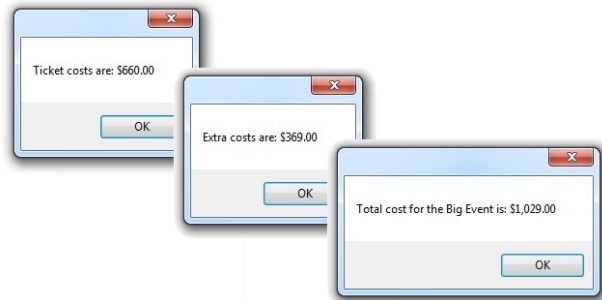 Ticket costs are: $660.00
OK
Extra costs are: $369.00
OK
Total cost for the Big Event is: $1,029.00
OK